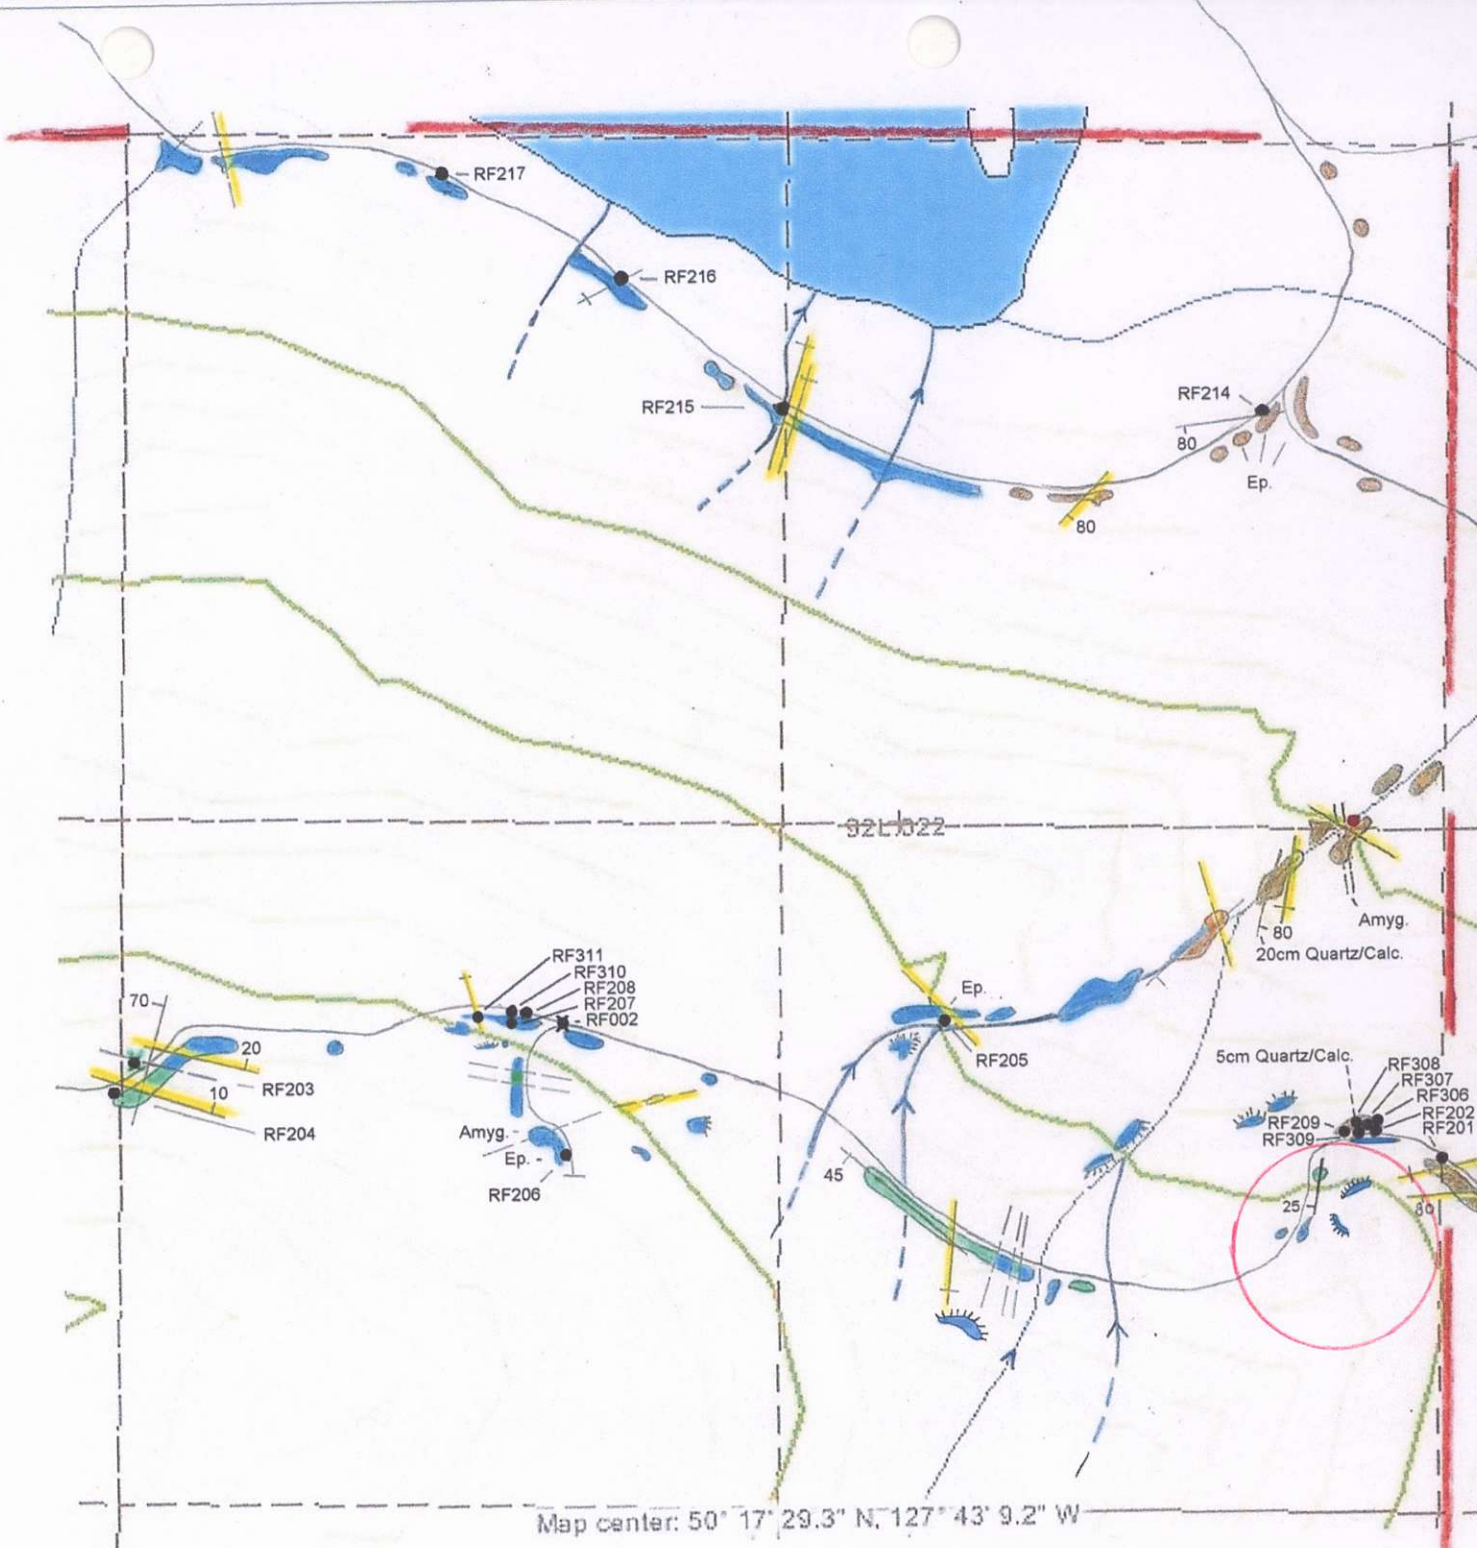 RF217
RF216
RF215
RF214
80
Ep.
80
92L/022
Amyg.
80
20cm Quartz/Calc.
RF311
RF310
RF208
RF207
RF002
Ep.
70
RF205
20
5cm Quartz/Calc.
RF308
RF307
RF306
RF202
RF201
RF209
RF309
RF203
10
RF204
Amyg.
Ep.
RF206
45
25
80
Map center: 50° 17' 29.3" N, 127° 43' 9.2" W